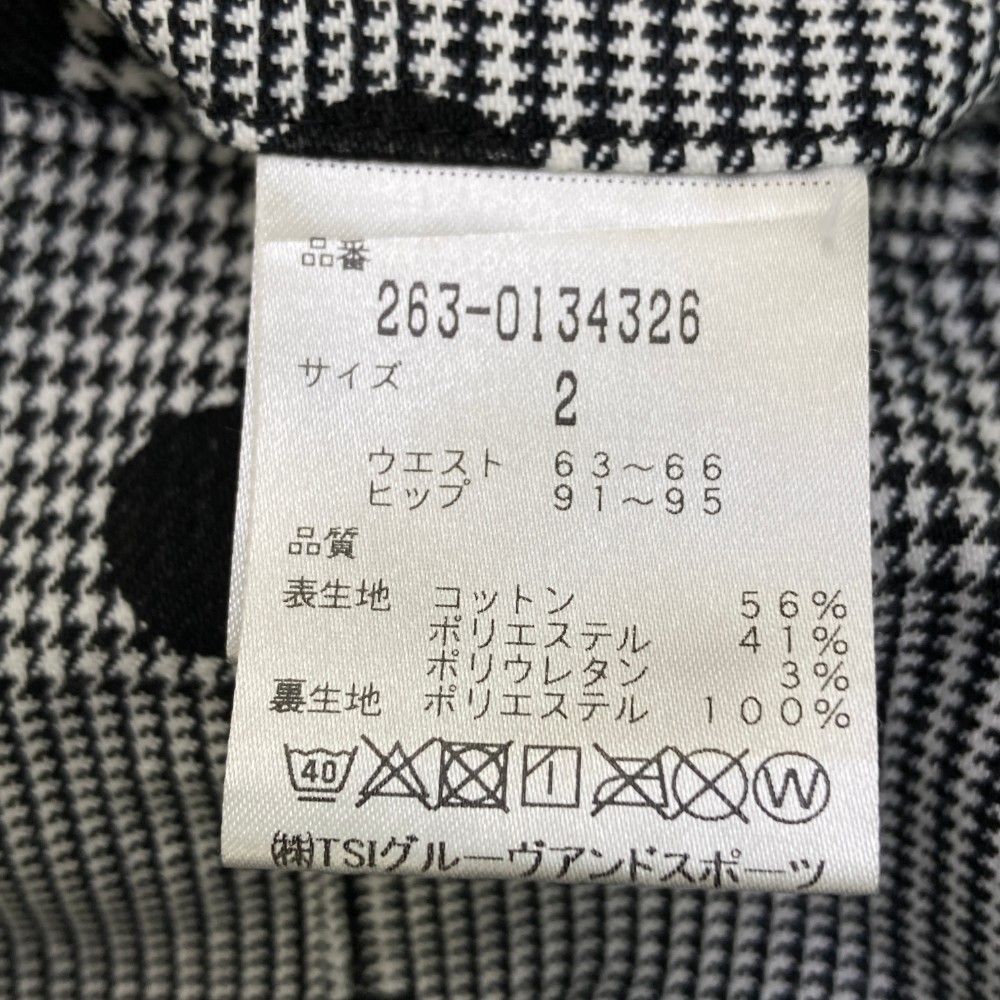 品番
263-0134326
サイズ 2
ウエスト 63～66
ヒップ 91～95
品質
表生地 コットン 56%
ポリエステル 41%
ポリウレタン 3%
裏生地 ポリエステル 100%
40 W
㈱TSIグルーヴアンドスポーツ